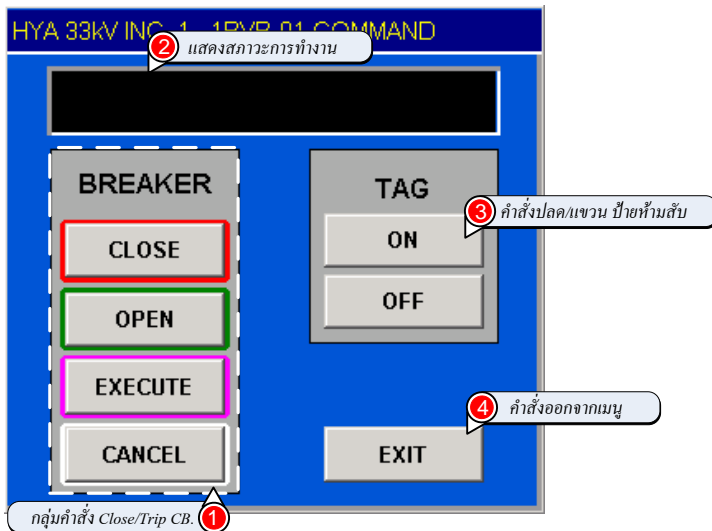 HYA 33kV INC. 1 1BVB-01 COMMAND
2 แสดงสภาวะการทำงาน
BREAKER
CLOSE
OPEN
EXECUTE
CANCEL
TAG
ON
OFF
3 คำสั่งปลด/แขวน ป้ายห้ามสับ
4 คำสั่งออกจากเมนู
EXIT
กลุ่มคำสั่ง Close/Trip CB. 1